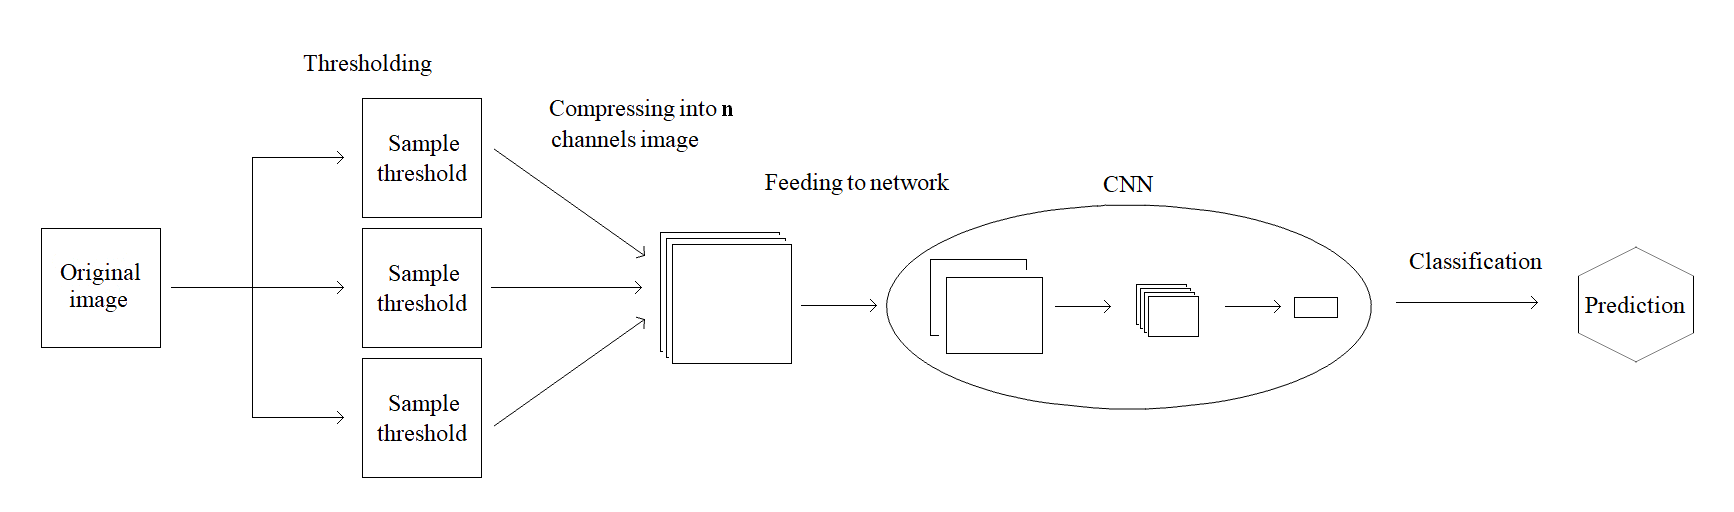 Thresholding
Compressing into n
channels image
Feeding to network
CNN
Classification
Original
image
Sample
threshold
Sample
threshold
Sample
threshold
Prediction